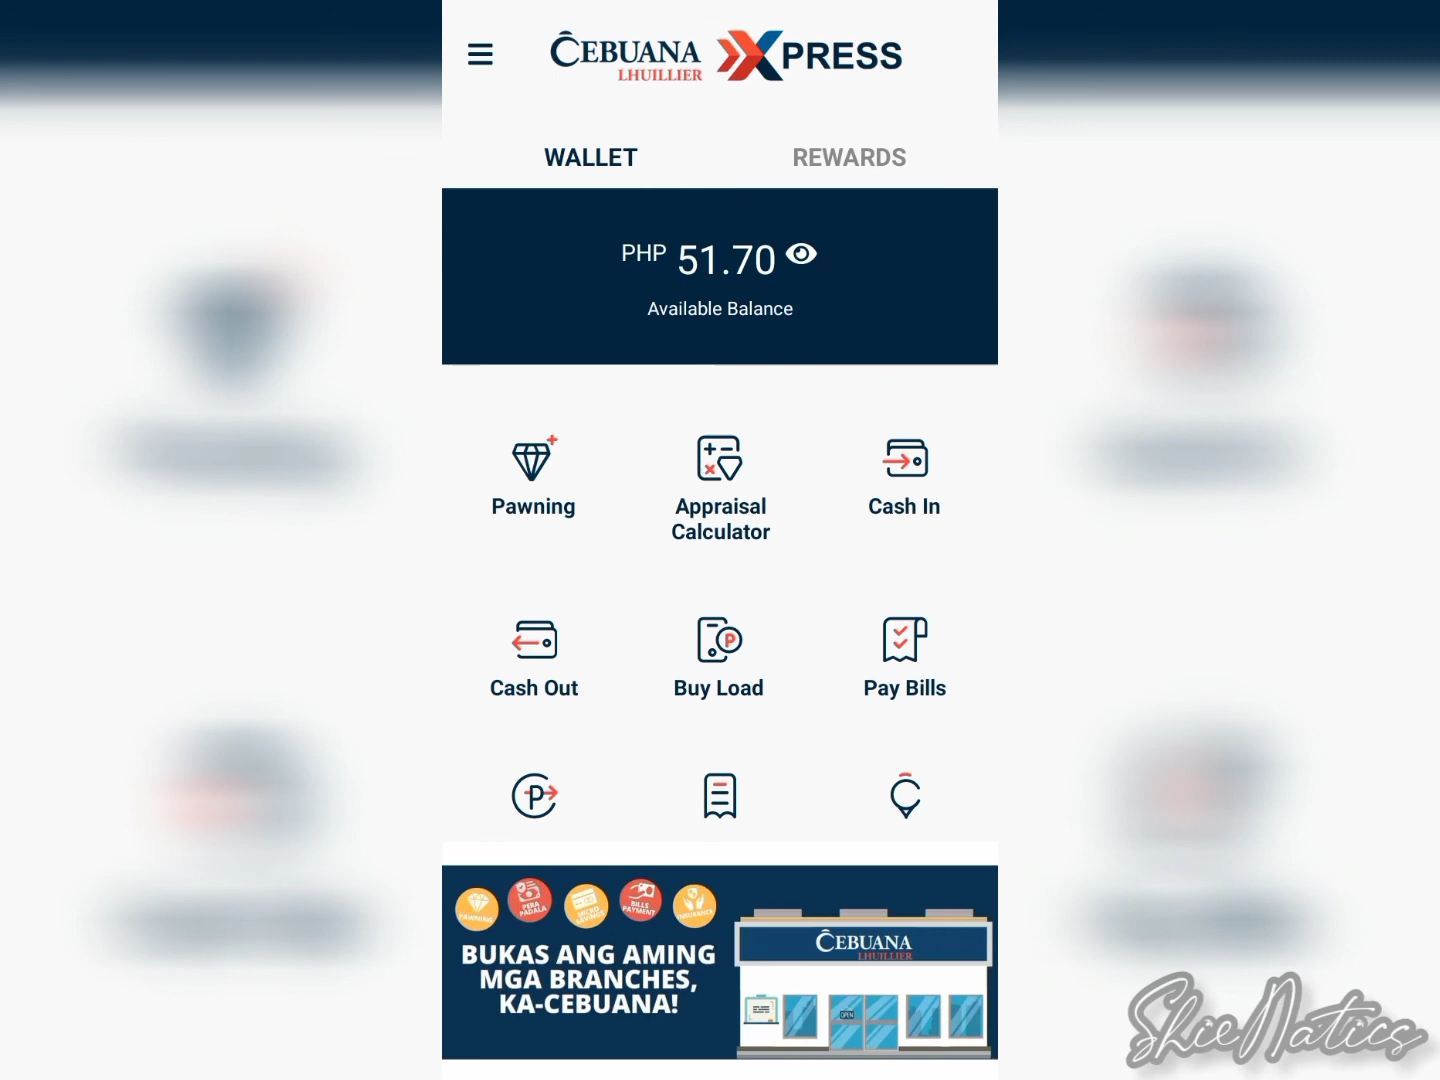 CEBUANA
LHUILLIER
XPRESS
WALLET
REWARDS
PHP 51.70
Available Balance
Pawning
Appraisal
Calculator
Cash In
Cash Out
Buy Load
Pay Bills
PAWNING
PERA
PADALA
MICRO
SAVINGS
BILLS
PAYMENT
INSURANCE
BUKAS ANG AMING
MGA BRANCHES,
KA-CEBUANA!
CEBUANA
LHUILLIER
OPEN
SkieNatics